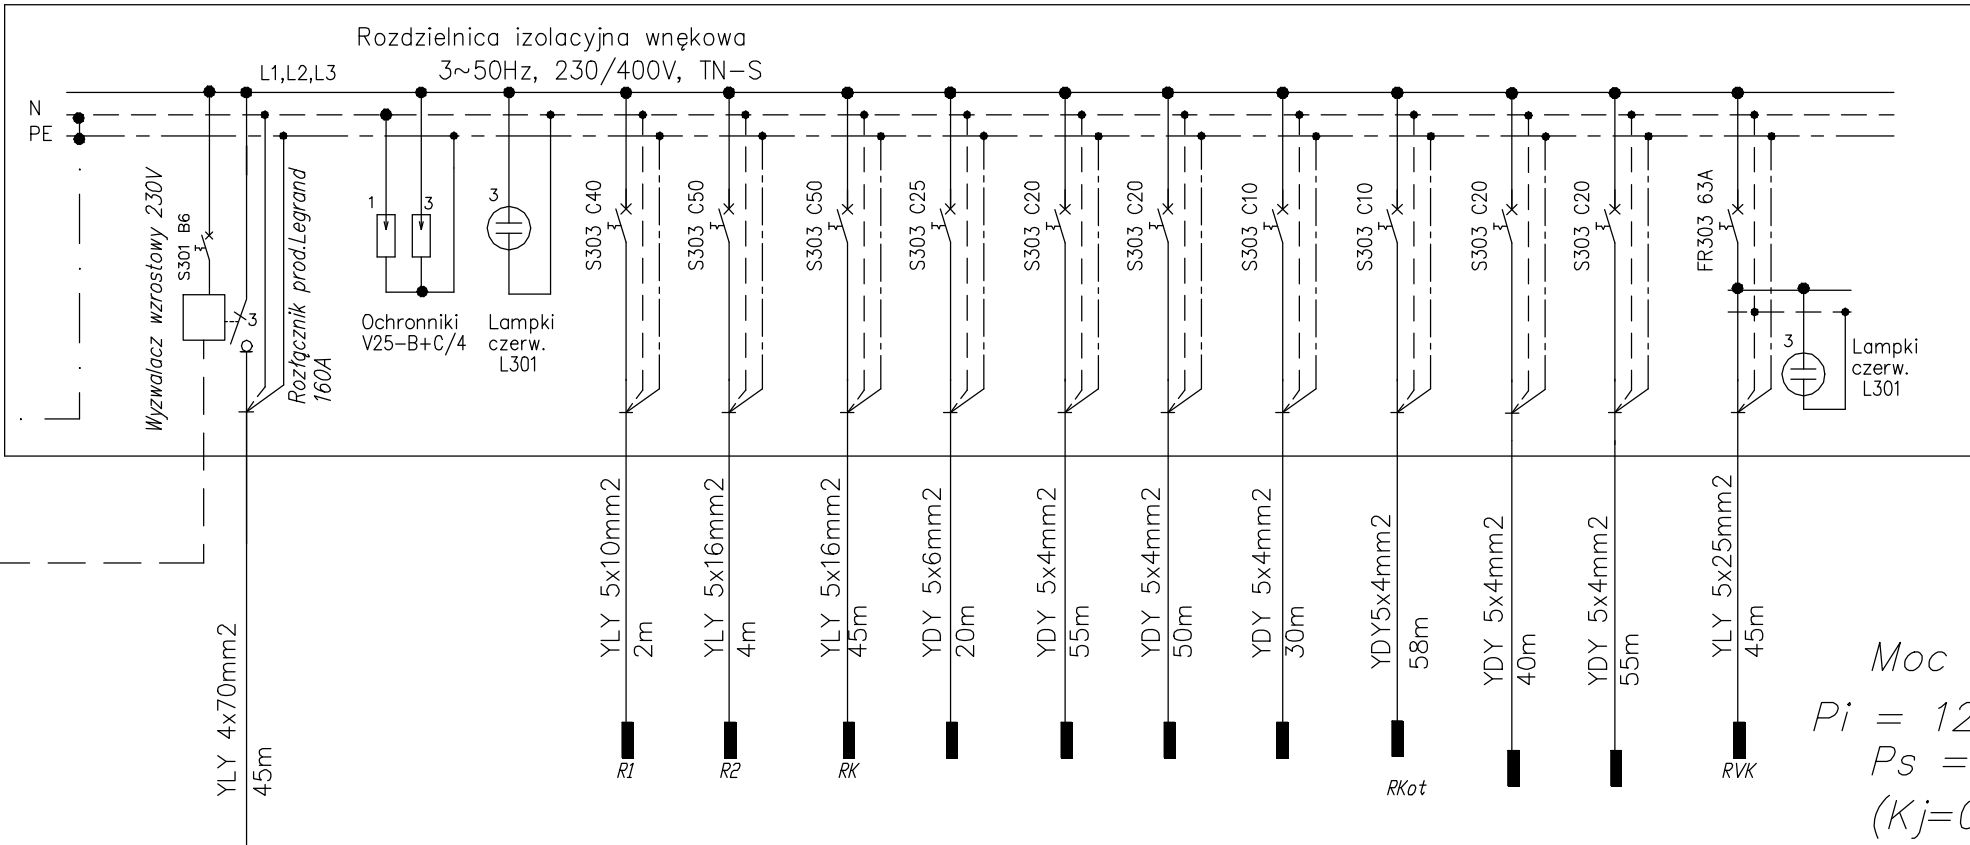 Rozdzielnica izolacyjna wnękowa
3~50Hz, 230/400V, TN-S
L1,L2,L3
N
PE
Wyzwalacz wzrostowy 230V
S301 B6
3
Rozłącznik prod.Legrand
160A
1
3
Ochronniki
V25-B+C/4
3
Lampki
czerw.
L301
S303 C40
S303 C50
S303 C50
S303 C25
S303 C20
S303 C20
S303 C10
S303 C10
S303 C20
S303 C20
FR303 63A
3
Lampki
czerw.
L301
YLY 4x70mm2
45m
YLY 5x10mm2
2m
YLY 5x16mm2
4m
YLY 5x16mm2
45m
YDY 5x6mm2
20m
YDY 5x4mm2
55m
YDY 5x4mm2
50m
YDY 5x4mm2
30m
YDY5x4mm2
58m
YDY 5x4mm2
40m
YDY 5x4mm2
55m
YLY 5x25mm2
45m
R1
R2
RK
RKot
RVK
Moc
Pi = 12
Ps =
(Kj=0